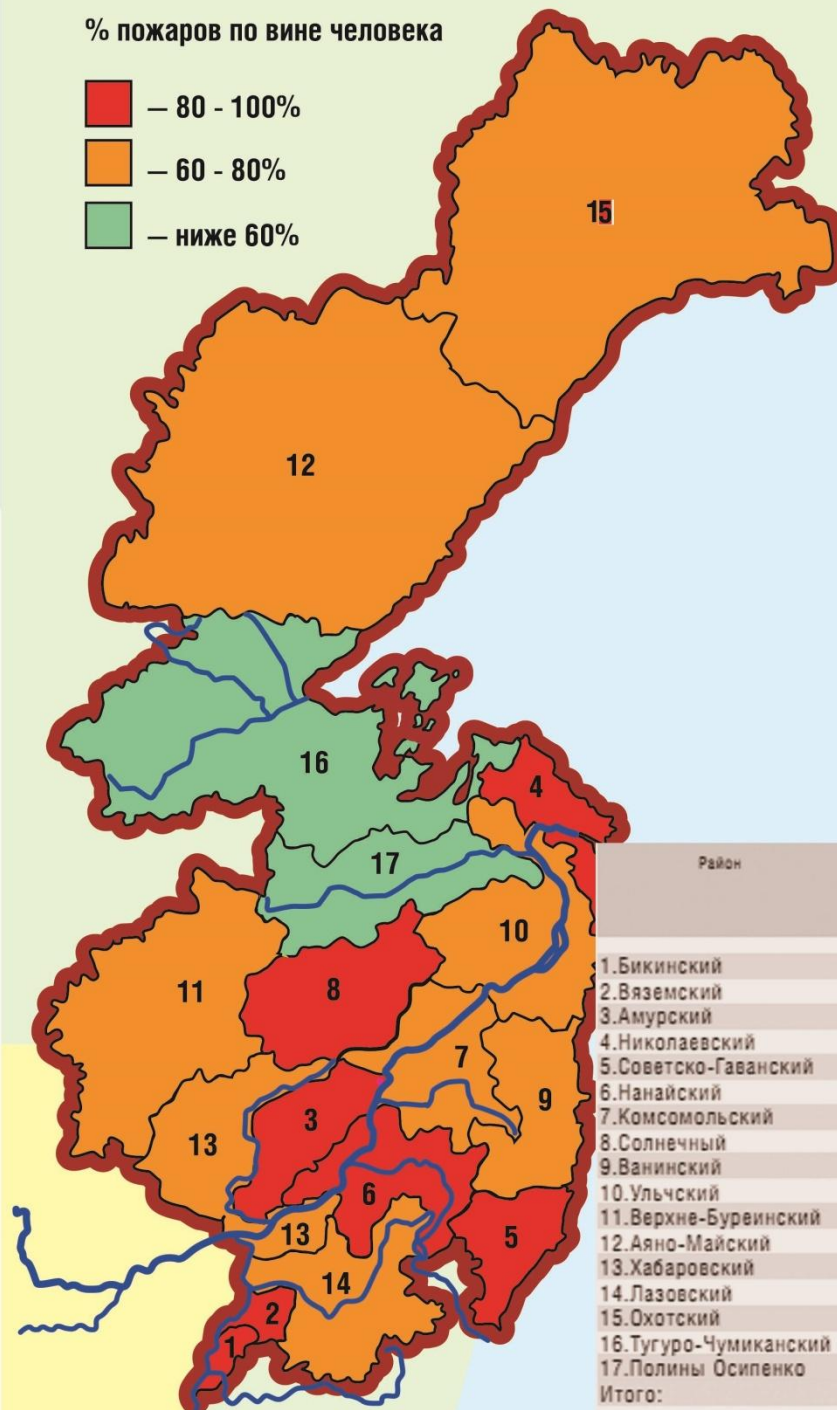 % пожаров по вине человека
– 80 - 100%
– 60 - 80%
– ниже 60%
15
12
16
4
17
10
11
8
7
9
3
13
6
13
5
14
2
1
Район
1.Бикинский
2.Вяземский
3.Амурский
4.Николаевский
5.Советско-Гаванский
6.Нанайский
7.Комсомольский
8.Солнечный
9.Ванинский
10.Ульчский
11.Верхне-Буреинский
12.Аяно-Майский
13.Хабаровский
14.Лазовский
15.Охотский
16.Тугуро-Чумиканский
17.Полины Осипенко
Итого: